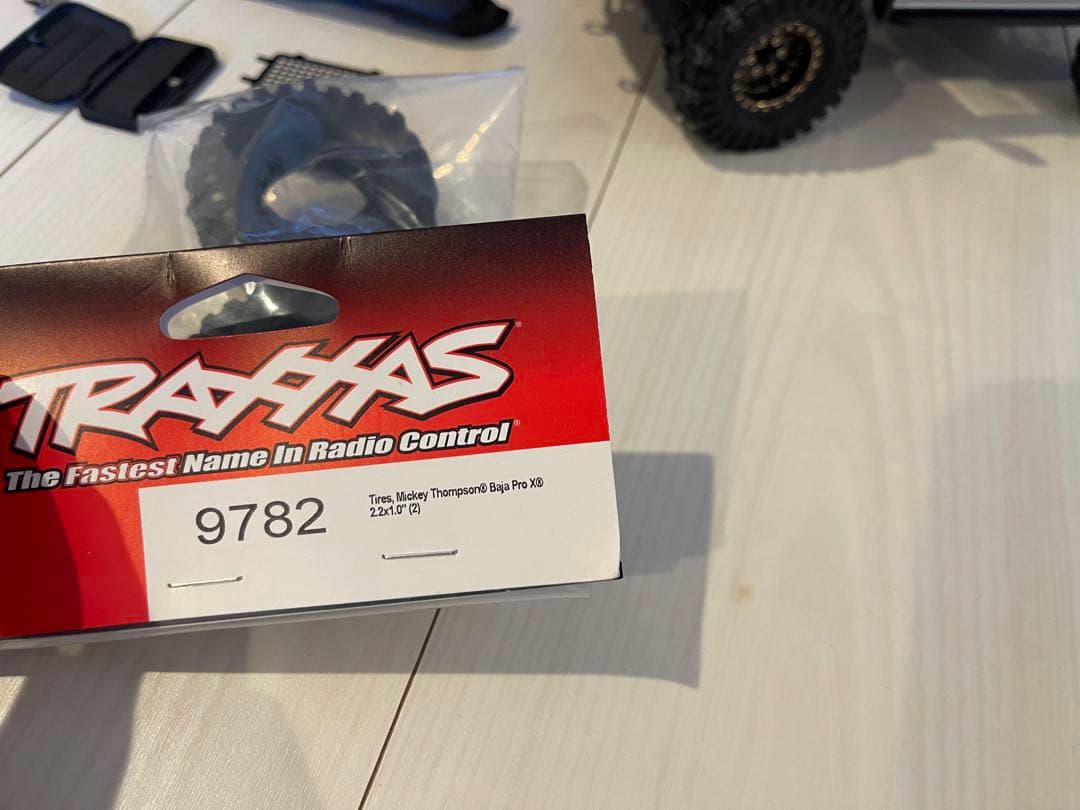 TRAXXAS®
The Fastest Name In Radio Control®
9782
Tires, Mickey Thompson® Baja Pro X®
2.2x1.0" (2)